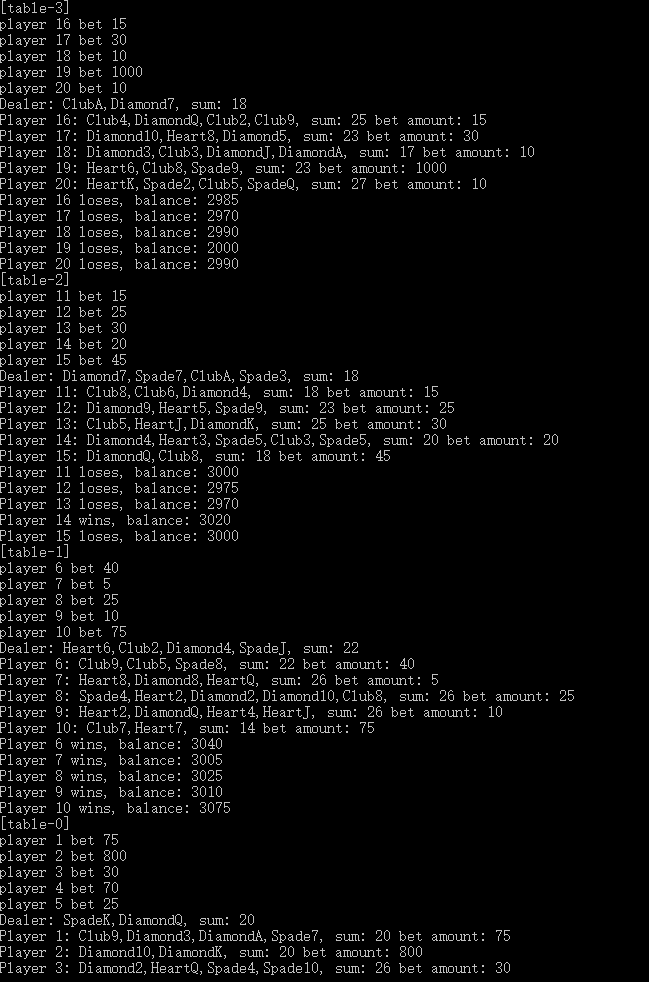 [table-3]
player 16 bet 15
player 17 bet 30
player 18 bet 10
player 19 bet 1000
player 20 bet 10
Dealer: ClubA,Diamond7, sum: 18
Player 16: Club4,DiamondQ,Club2,Club9, sum: 25 bet amount: 15
Player 17: Diamond10,Heart8,Diamond5, sum: 23 bet amount: 30
Player 18: Diamond3,Club3,DiamondJ,DiamondA, sum: 17 bet amount: 10
Player 19: Heart6,Club8,Spade9, sum: 23 bet amount: 1000
Player 20: HeartK,Spade2,Club5,SpadeQ, sum: 27 bet amount: 10
Player 16 loses, balance: 2985
Player 17 loses, balance: 2970
Player 18 loses, balance: 2990
Player 19 loses, balance: 2000
Player 20 loses, balance: 2990
[table-2]
player 11 bet 15
player 12 bet 25
player 13 bet 30
player 14 bet 20
player 15 bet 45
Dealer: Diamond7,Spade7,ClubA,Spade3, sum: 18
Player 11: Club8,Club6,Diamond4, sum: 18 bet amount: 15
Player 12: Diamond9,Heart5,Spade9, sum: 23 bet amount: 25
Player 13: Club5,HeartJ,DiamondK, sum: 25 bet amount: 30
Player 14: Diamond4,Heart3,Spade5,Club3,Spade5, sum: 20 bet amount: 20
Player 15: DiamondQ,Club8, sum: 18 bet amount: 45
Player 11 loses, balance: 3000
Player 12 loses, balance: 2975
Player 13 loses, balance: 2970
Player 14 wins, balance: 3020
Player 15 loses, balance: 3000
[table-1]
player 6 bet 40
player 7 bet 5
player 8 bet 25
player 9 bet 10
player 10 bet 75
Dealer: Heart6,Club2,Diamond4,SpadeJ, sum: 22
Player 6: Club9,Club5,Spade8, sum: 22 bet amount: 40
Player 7: Heart8,Diamond8,HeartQ, sum: 26 bet amount: 5
Player 8: Spade4,Heart2,Diamond2,Diamond10,Club8, sum: 26 bet amount: 25
Player 9: Heart2,DiamondQ,Heart4,HeartJ, sum: 26 bet amount: 10
Player 10: Club7,Heart7, sum: 14 bet amount: 75
Player 6 wins, balance: 3040
Player 7 wins, balance: 3005
Player 8 wins, balance: 3025
Player 9 wins, balance: 3010
Player 10 wins, balance: 3075
[table-0]
player 1 bet 75
player 2 bet 800
player 3 bet 30
player 4 bet 70
player 5 bet 25
Dealer: SpadeK,DiamondQ, sum: 20
Player 1: Club9,Diamond3,DiamondA,Spade7, sum: 20 bet amount: 75
Player 2: Diamond10,DiamondK, sum: 20 bet amount: 800
Player 3: Diamond2,HeartQ,Spade4,Spade10, sum: 26 bet amount: 30